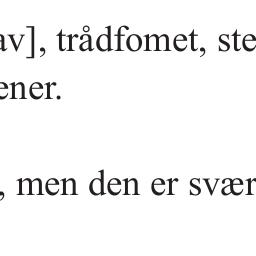 av], trådfomet, ste
ener.
, men den er svær